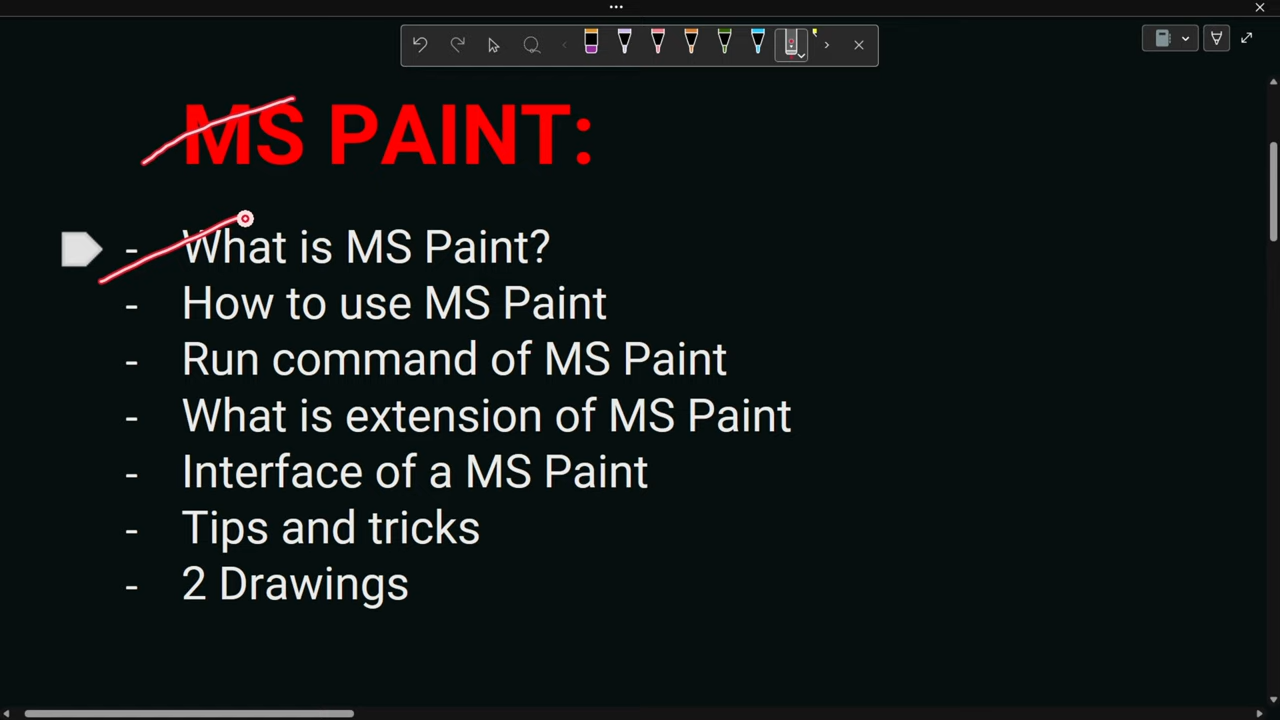 MS PAINT:
- What is MS Paint?
- How to use MS Paint
- Run command of MS Paint
- What is extension of MS Paint
- Interface of a MS Paint
- Tips and tricks
- 2 Drawings